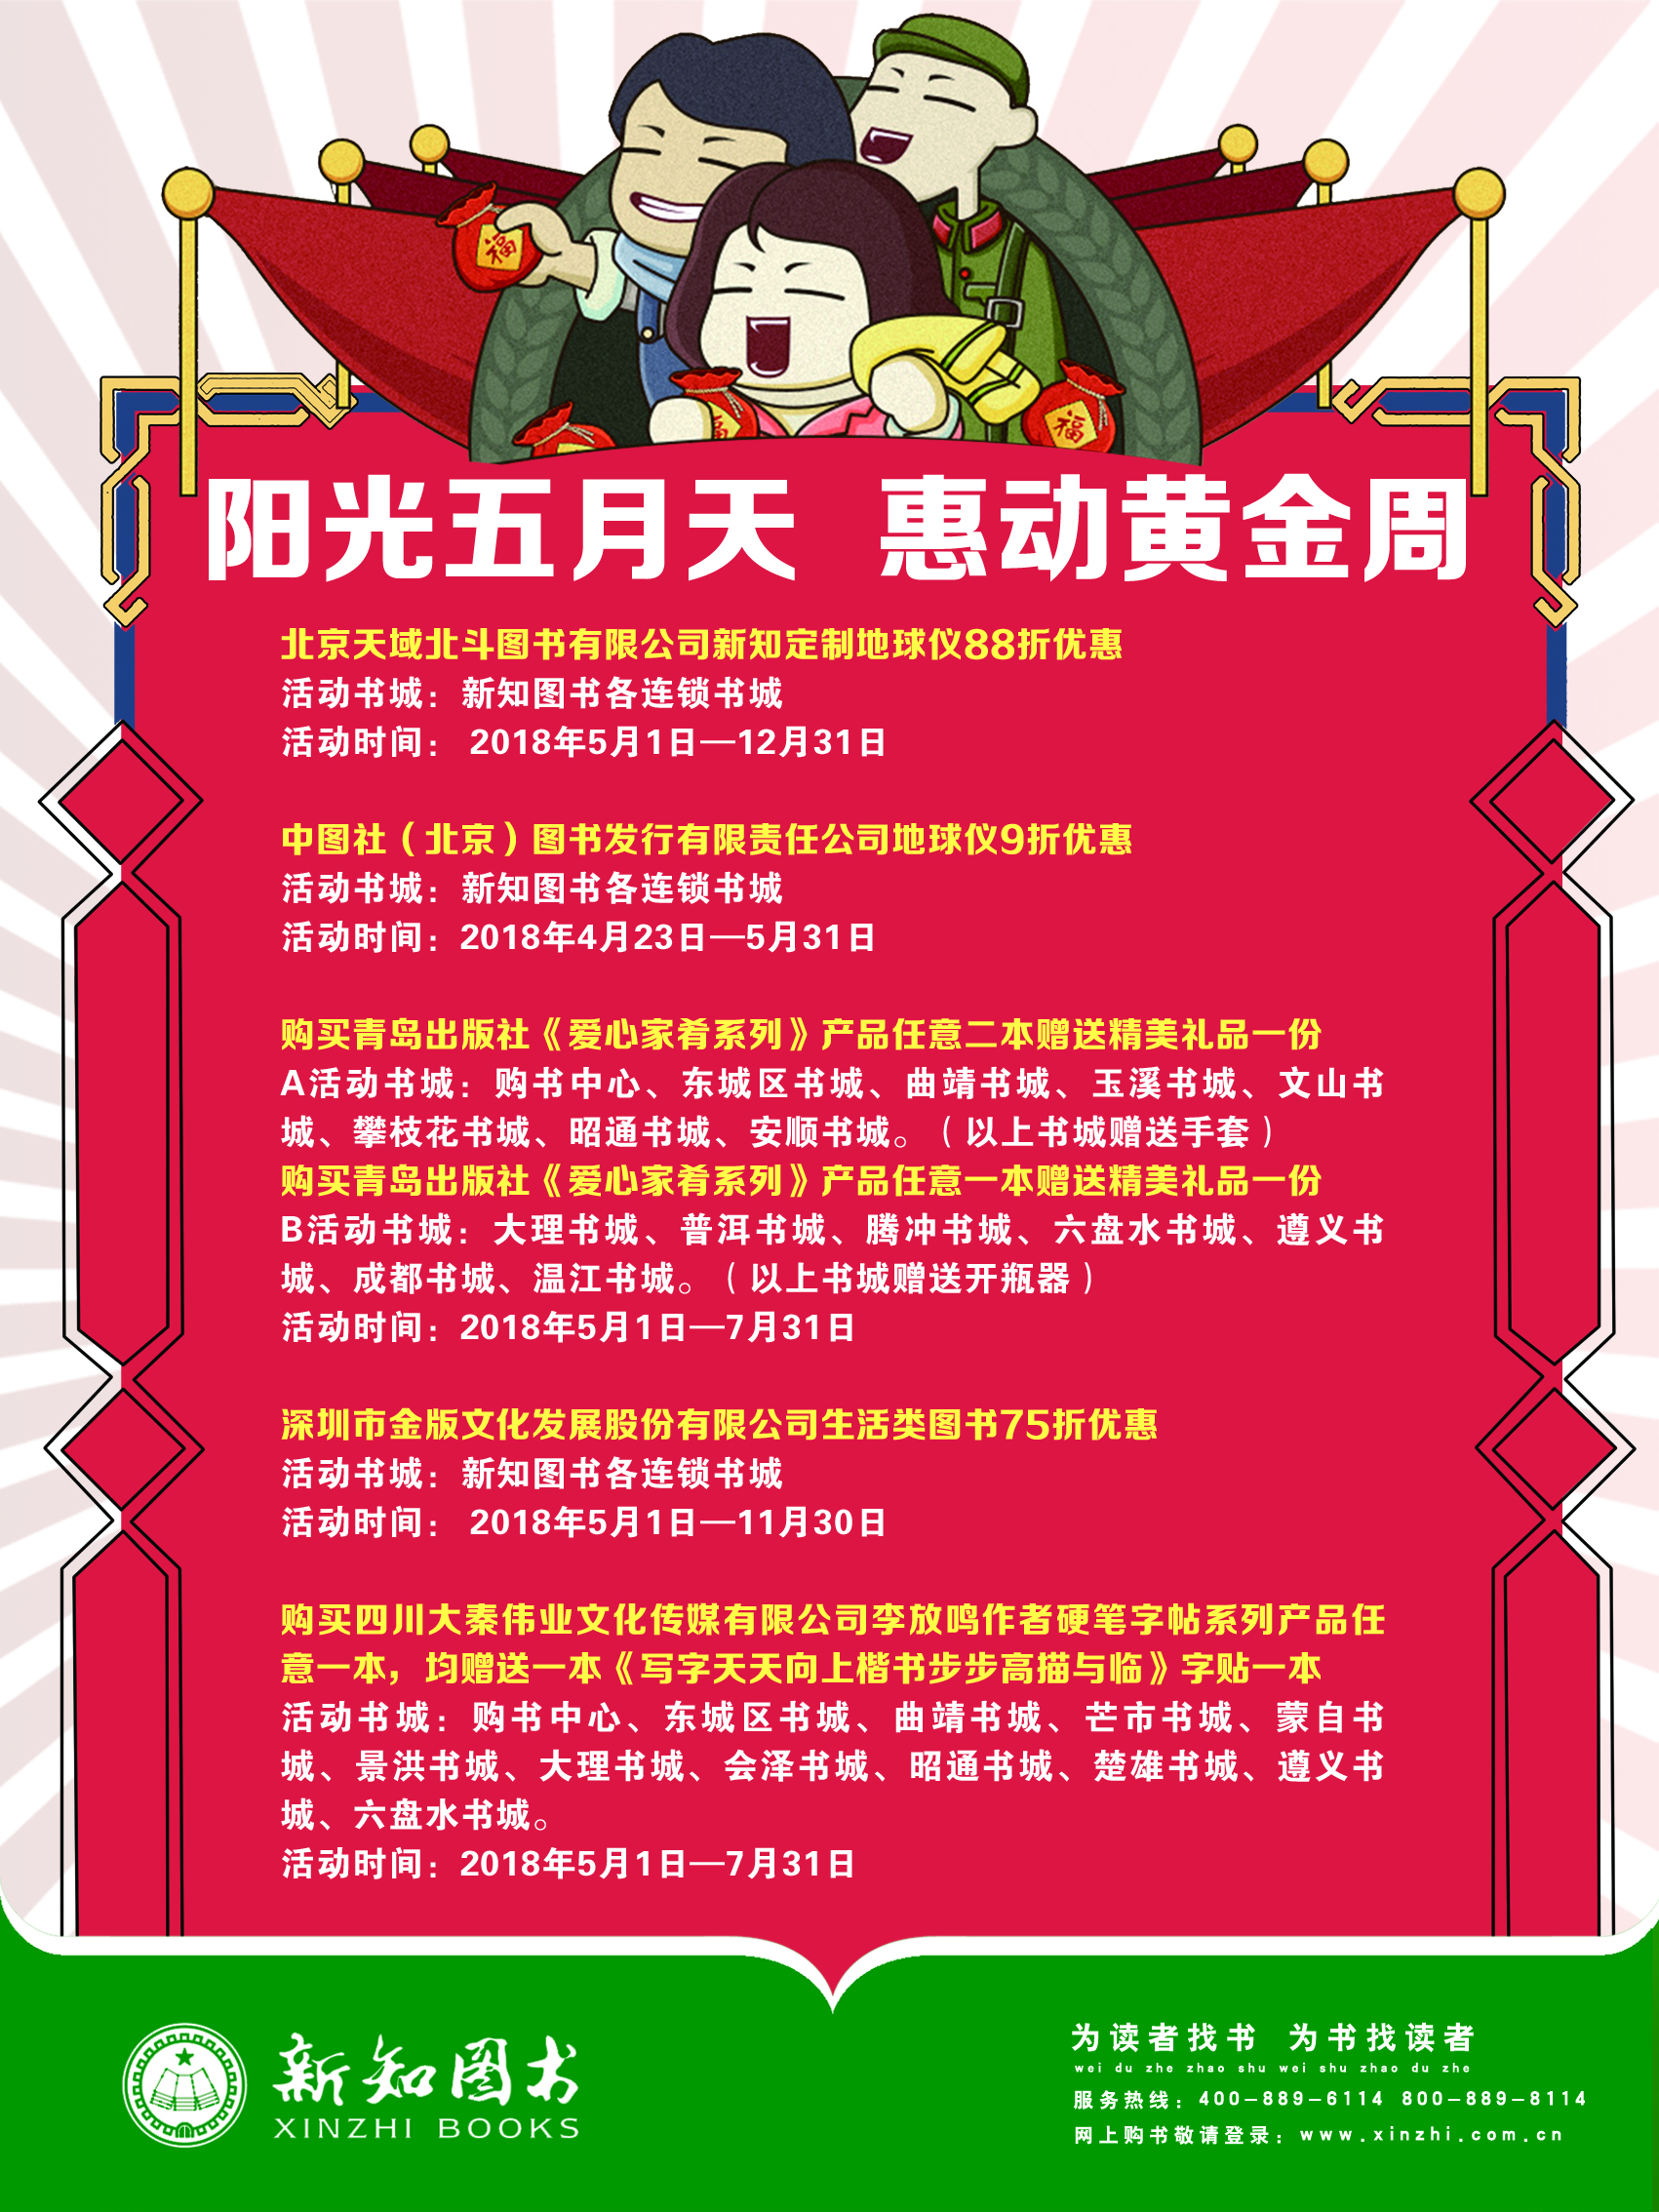 福
福
福
阳光五月天 惠动黄金周
北京天域北斗图书有限公司新知定制地球仪88折优惠
活动书城：新知图书各连锁书城
活动时间： 2018年5月1日—12月31日
中图社（北京）图书发行有限责任公司地球仪9折优惠
活动书城：新知图书各连锁书城
活动时间：2018年4月23日—5月31日
购买青岛出版社《爱心家肴系列》产品任意二本赠送精美礼品一份
A活动书城：购书中心、东城区书城、曲靖书城、玉溪书城、文山书
城、攀枝花书城、昭通书城、安顺书城。（以上书城赠送手套）
购买青岛出版社《爱心家肴系列》产品任意一本赠送精美礼品一份
B活动书城：大理书城、普洱书城、腾冲书城、六盘水书城、遵义书
城、成都书城、温江书城。（以上书城赠送开瓶器）
活动时间：2018年5月1日—7月31日
深圳市金版文化发展股份有限公司生活类图书75折优惠
活动书城：新知图书各连锁书城
活动时间： 2018年5月1日—11月30日
购买四川大秦伟业文化传媒有限公司李放鸣作者硬笔字帖系列产品任
意一本，均赠送一本《写字天天向上楷书步步高描与临》字贴一本
活动书城：购书中心、东城区书城、曲靖书城、芒市书城、蒙自书
城、景洪书城、大理书城、会泽书城、昭通书城、楚雄书城、遵义书
城、六盘水书城。
活动时间：2018年5月1日—7月31日
新知图书
XINZHI BOOKS
为读者找书 为书找读者
wei du zhe zhao shu wei shu zhao du zhe
服务热线：400-889-6114 800-889-8114
网上购书敬请登录：www.xinzhi.com.cn